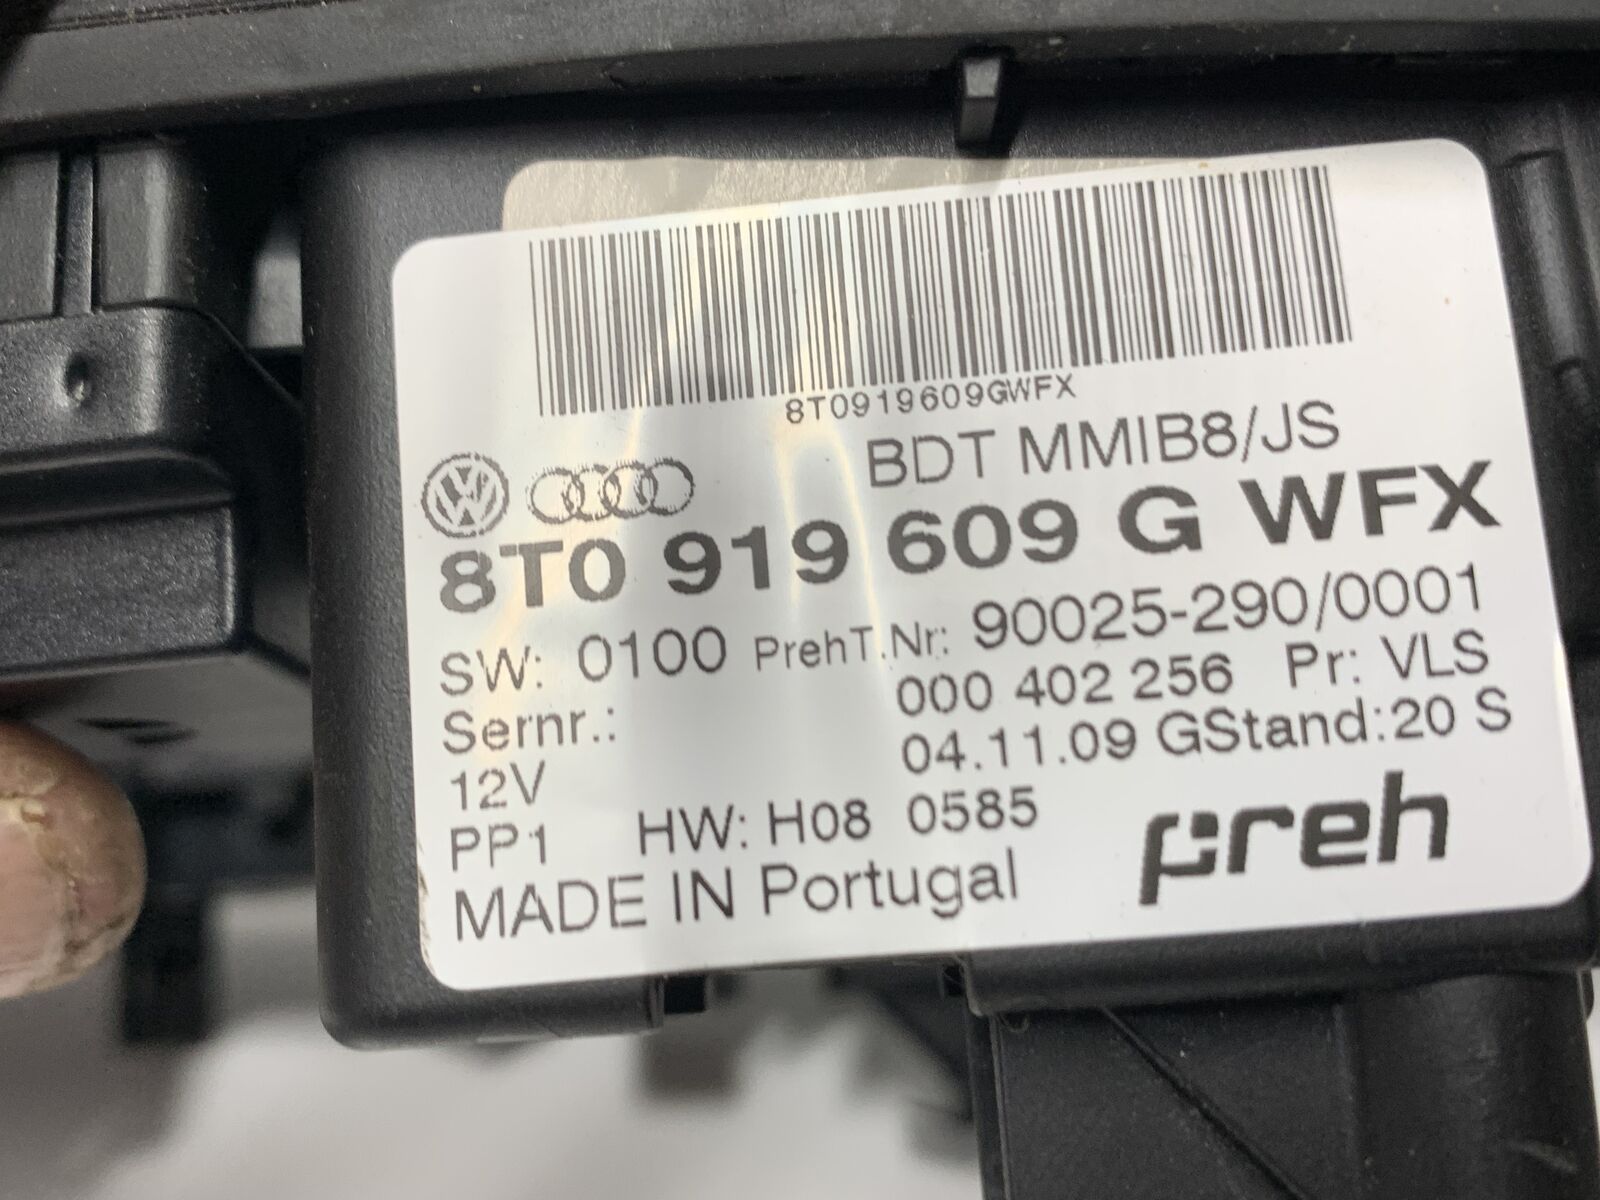 8T0919609GWFX
BDT MMIB8/JS
8T0 919 609 G WFX
SW: 0100 PrehT.Nr: 90025-290/0001
Sernr.: 000 402 256 Pr: VLS
12V 04.11.09 GStand:20 S
PP1 HW: H08 0585
MADE IN Portugal preh